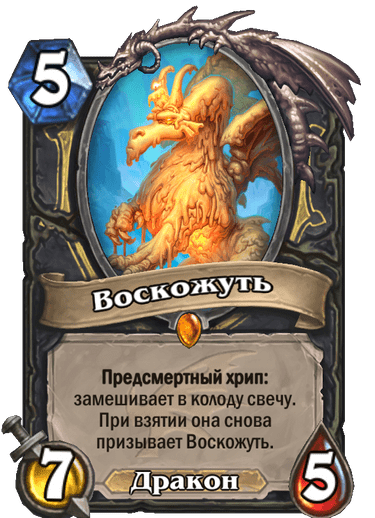 5
Воскожуть
Предсмертный хрип:
замешивает в колоду свечу.
При взятии она снова
призывает Воскожуть.
7
Дракон
5